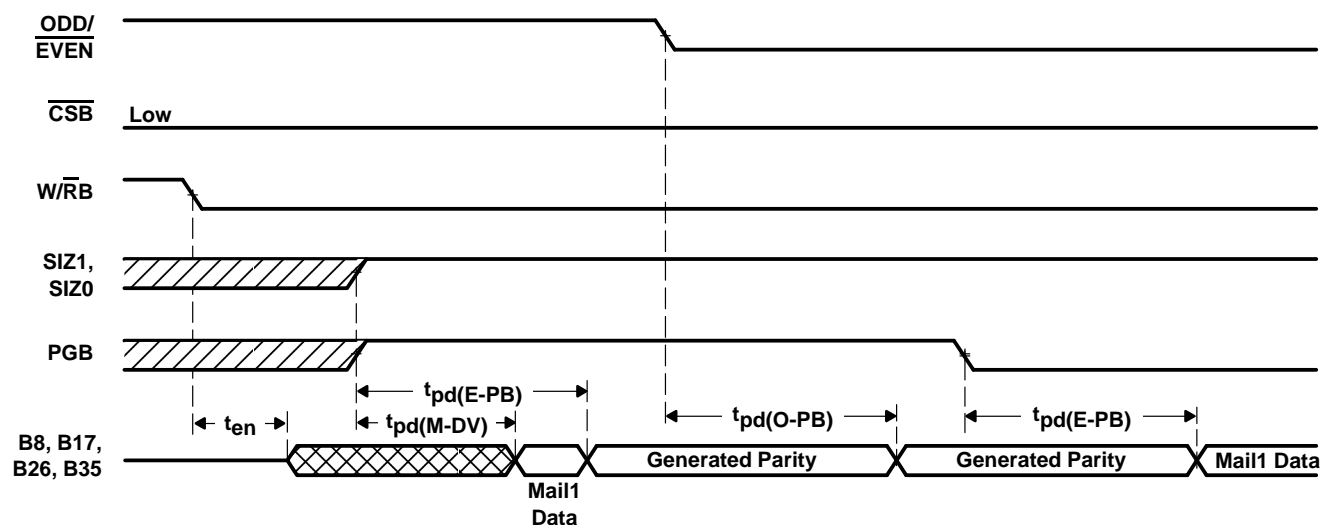 ODD/
EVEN
CSB
Low
W/RB
SIZ1,
SIZ0
PGB
tpd(E-PB)
ten
tpd(M-DV)
tpd(O-PB)
tpd(E-PB)
B8, B17,
B26, B35
Generated Parity
Generated Parity
Mail1 Data
Mail1
Data